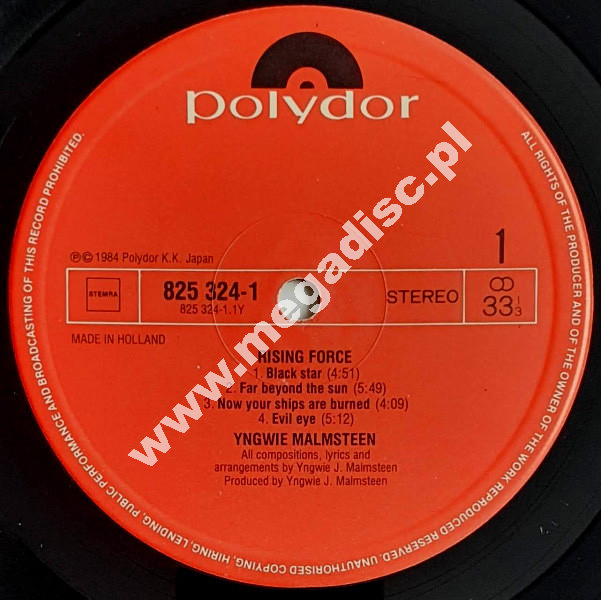 polydor
ALL RIGHTS OF THE PRODUCER AND OF THE OWNER OF THE WORK REPRODUCED RESERVED. UNAUTHORISED COPYING, HIRING, LENDING, PUBLIC PERFORMANCE AND BROADCASTING OF THIS RECORD PROHIBITED.
℗© 1984 Polydor K.K. Japan
1
STEMRA
825 324-1
825 324-1.1Y
STEREO
33 1/3
MADE IN HOLLAND
RISING FORCE
1. Black star (4:51)
2. Far beyond the sun (5:49)
3. Now your ships are burned (4:09)
4. Evil eye (5:12)
YNGWIE MALMSTEEN
All compositions, lyrics and
arrangements by Yngwie J. Malmsteen
Produced by Yngwie J. Malmsteen
www.megadisc.pl